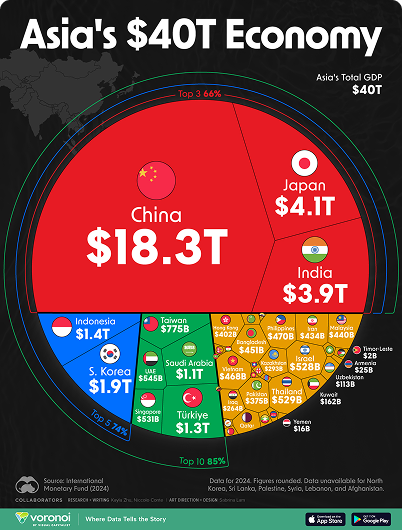 Asia's $40T Economy
Asia's Total GDP
$40T
Top 3 66%
China
$18.3T
Japan
$4.1T
India
$3.9T
Indonesia
$1.4T
S. Korea
$1.9T
Top 5 74%
Taiwan
$775B
UAE
$545B
Saudi Arabia
$1.1T
Singapore
$531B
Türkiye
$1.3T
Top 10 85%
Hong Kong
$402B
Philippines
$470B
Iran
$434B
Malaysia
$440B
Bangladesh
$451B
Vietnam
$468B
Kazakhstan
$293B
Israel
$528B
Pakistan
$375B
Thailand
$529B
Iraq
$264B
Qatar
Timor-Leste
$2B
Armenia
$25B
Uzbekistan
$113B
Kuwait
$162B
Yemen
$16B
Source: International
Monetary Fund (2024)
Data for 2024. Figures rounded. Data unavailable for North
Korea, Sri Lanka, Palestine, Syria, Lebanon, and Afghanistan.
COLLABORATORS
RESEARCH + WRITING Kayla Zhu, Niccolo Conte | ART DIRECTION + DESIGN Sabrina Lam
voronoi
BY VISUAL CAPITALIST
Where Data Tells the Story
Download on the
App Store
GET IT ON
Google Play